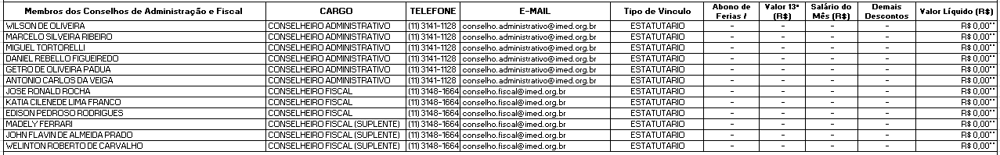 Membros dos Conselhos de Administração e Fiscal CARGO TELEFONE E-MAIL Tipo de Vinculo Abono de Ferias / Valor 13º (R$) Salário do Mês (R$) Demais Descontos Valor Líquido (R$)
WILSON DE OLIVEIRA CONSELHEIRO ADMINISTRATIVO (11) 3141-1128 conselho.administrativo@imed.org.br ESTATUTARIO - - - - R$ 0,00**
MARCELO SILVEIRA RIBEIRO CONSELHEIRO ADMINISTRATIVO (11) 3141-1128 conselho.administrativo@imed.org.br ESTATUTARIO - - - - R$ 0,00**
MIGUEL TORTORELLI CONSELHEIRO ADMINISTRATIVO (11) 3141-1128 conselho.administrativo@imed.org.br ESTATUTARIO - - - - R$ 0,00**
DANIEL REBELLO FIGUEIREDO CONSELHEIRO ADMINISTRATIVO (11) 3141-1128 conselho.administrativo@imed.org.br ESTATUTARIO - - - - R$ 0,00**
GETRO DE OLIVEIRA PADUA CONSELHEIRO ADMINISTRATIVO (11) 3141-1128 conselho.administrativo@imed.org.br ESTATUTARIO - - - - R$ 0,00**
ANTONIO CARLOS DA VEIGA CONSELHEIRO ADMINISTRATIVO (11) 3141-1128 conselho.administrativo@imed.org.br ESTATUTARIO - - - - R$ 0,00**
JOSE RONALD ROCHA CONSELHEIRO FISCAL (11) 3148-1664 conselho.fiscal@imed.org.br ESTATUTARIO - - - - R$ 0,00**
KATIA CILENEDE LIMA FRANCO CONSELHEIRO FISCAL (11) 3148-1664 conselho.fiscal@imed.org.br ESTATUTARIO - - - - R$ 0,00**
EDISON PEDROSO RODRIGUES CONSELHEIRO FISCAL (11) 3148-1664 conselho.fiscal@imed.org.br ESTATUTARIO - - - - R$ 0,00**
MADELY FERRARI CONSELHEIRO FISCAL (SUPLENTE) (11) 3148-1664 conselho.fiscal@imed.org.br ESTATUTARIO - - - - R$ 0,00**
JOHN FLAVIN DE ALMEIDA PRADO CONSELHEIRO FISCAL (SUPLENTE) (11) 3148-1664 conselho.fiscal@imed.org.br ESTATUTARIO - - - - R$ 0,00**
WELINTON ROBERTO DE CARVALHO CONSELHEIRO FISCAL (SUPLENTE) (11) 3148-1664 conselho.fiscal@imed.org.br ESTATUTARIO - - - - R$ 0,00**